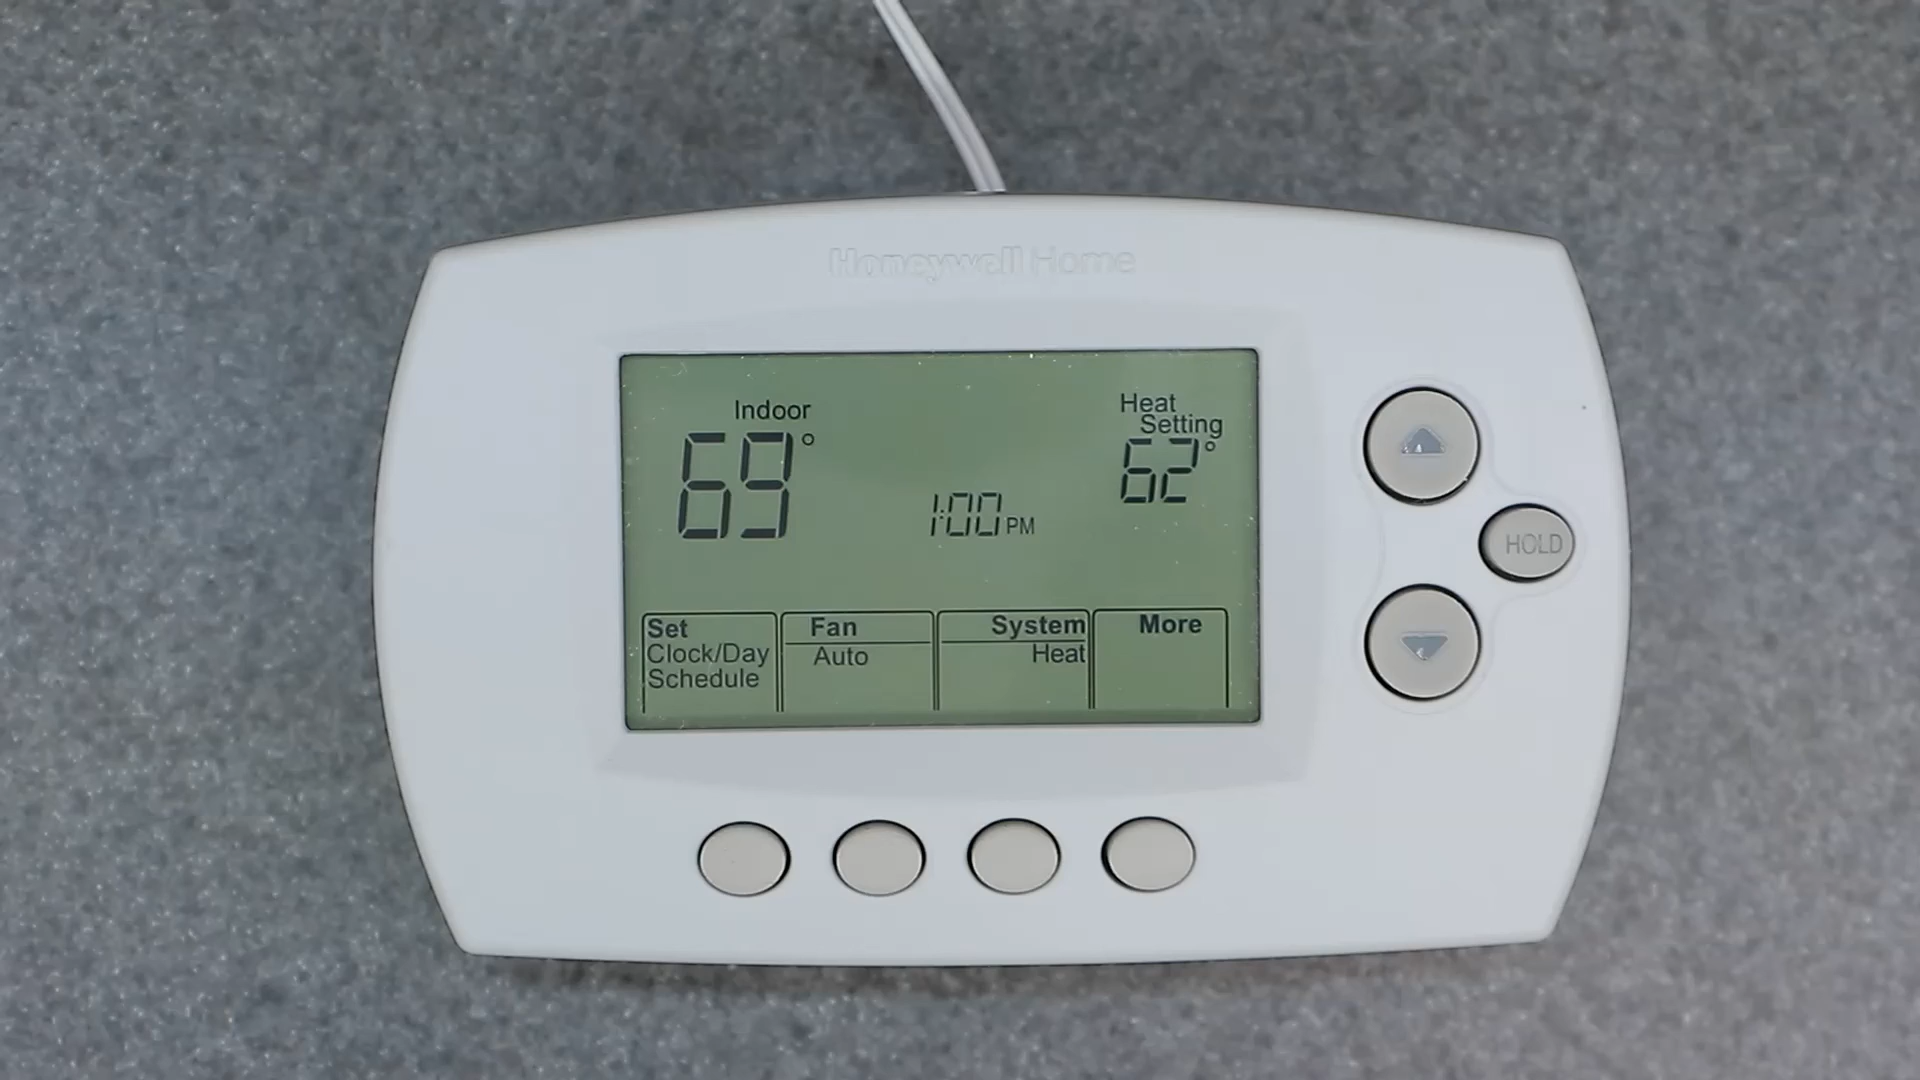 Honeywell Home
Indoor
69°
1:00 PM
Heat
Setting
62°
HOLD
Set
Clock/Day
Schedule
Fan
Auto
System
Heat
More